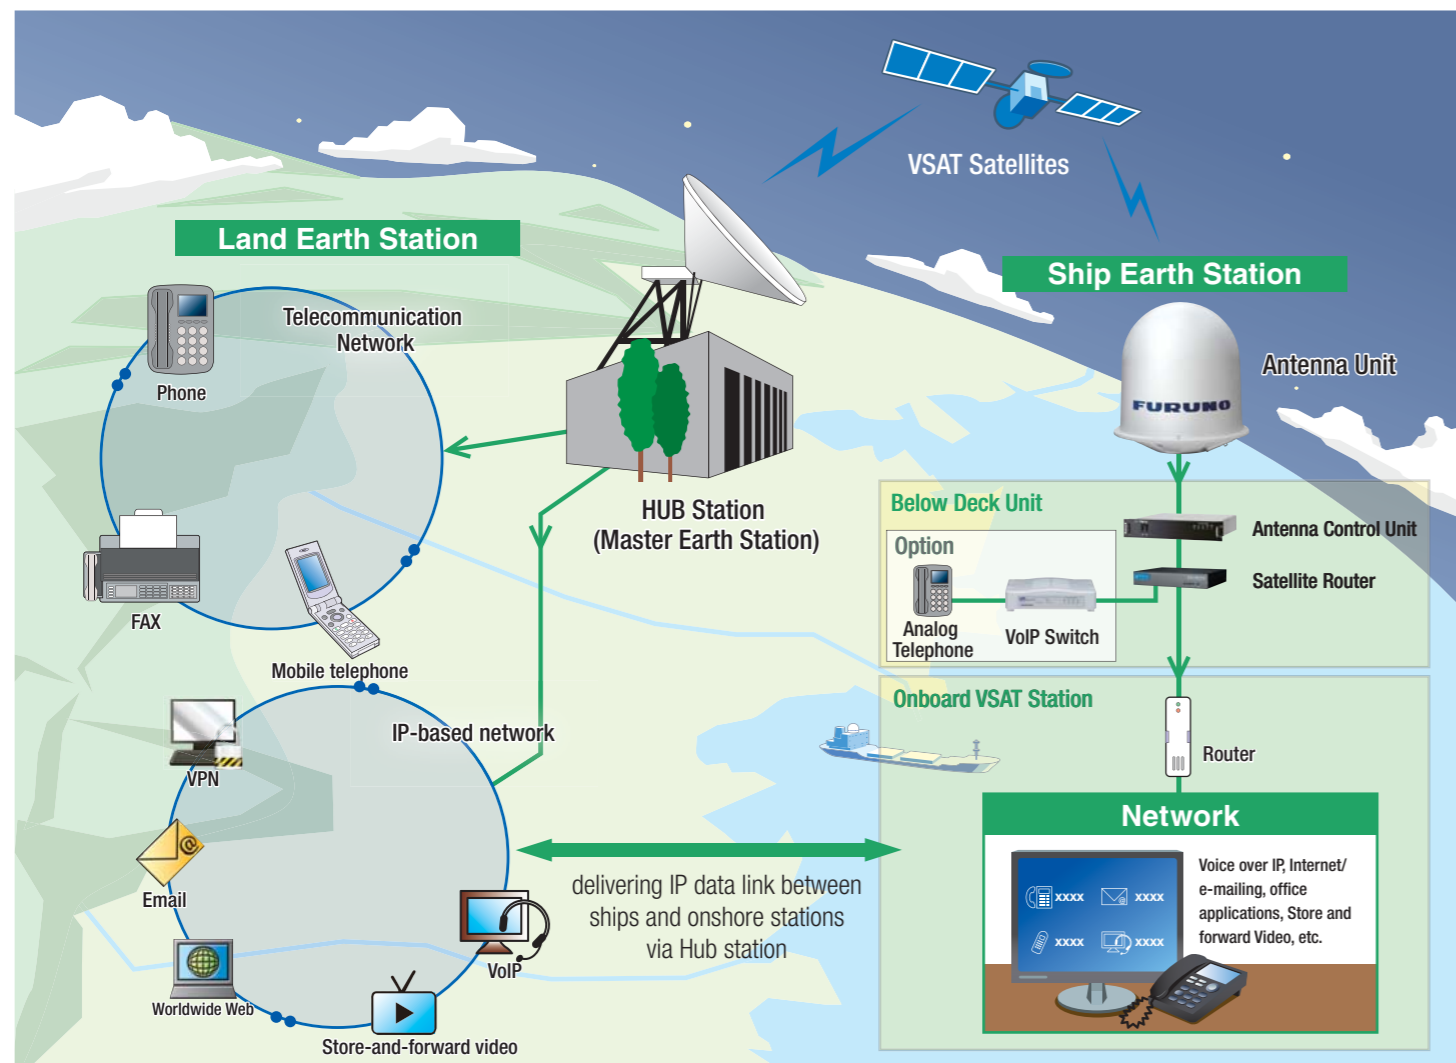 VSAT Satellites
Land Earth Station
Ship Earth Station
Telecommunication
Network
Phone
FAX
Mobile telephone
HUB Station
(Master Earth Station)
Antenna Unit
FURUNO
Below Deck Unit
Antenna Control Unit
Option
Satellite Router
Analog
Telephone
VoIP Switch
Onboard VSAT Station
Router
IP-based network
VPN
Email
@
Worldwide Web
Store-and-forward video
VoIP
delivering IP data link between
ships and onshore stations
via Hub station
Network
xxxx
xxxx
xxxx
xxxx
Voice over IP, Internet/
e-mailing, office
applications, Store and
forward Video, etc.